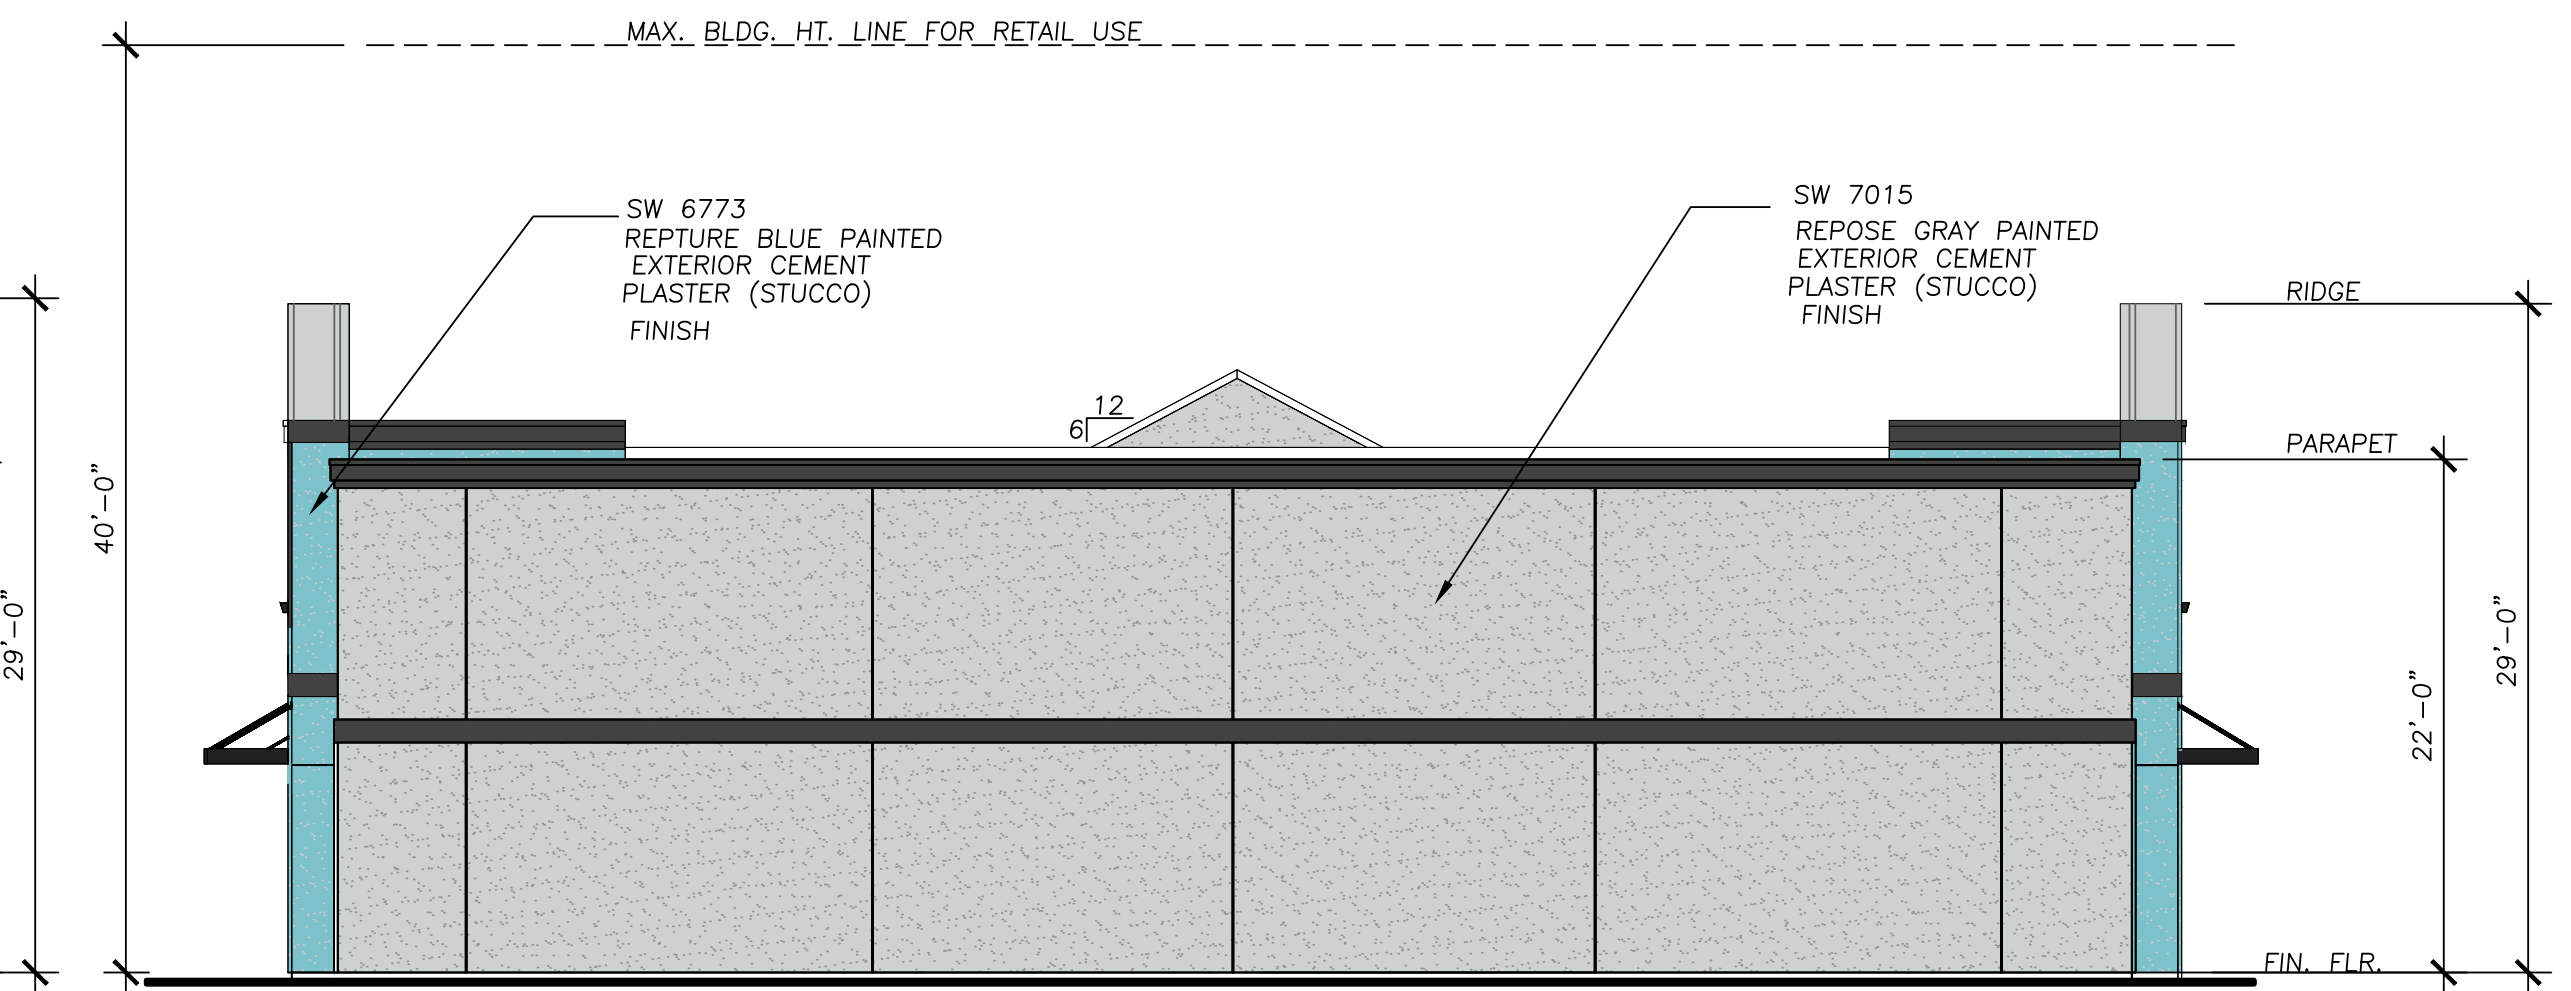 MAX. BLDG. HT. LINE FOR RETAIL USE
SW 6773
REPTURE BLUE PAINTED
EXTERIOR CEMENT
PLASTER (STUCCO)
FINISH
SW 7015
REPOSE GRAY PAINTED
EXTERIOR CEMENT
PLASTER (STUCCO)
FINISH
RIDGE
12
6
PARAPET
40'-0"
29'-0"
29'-0"
22'-0"
FIN. FLR.